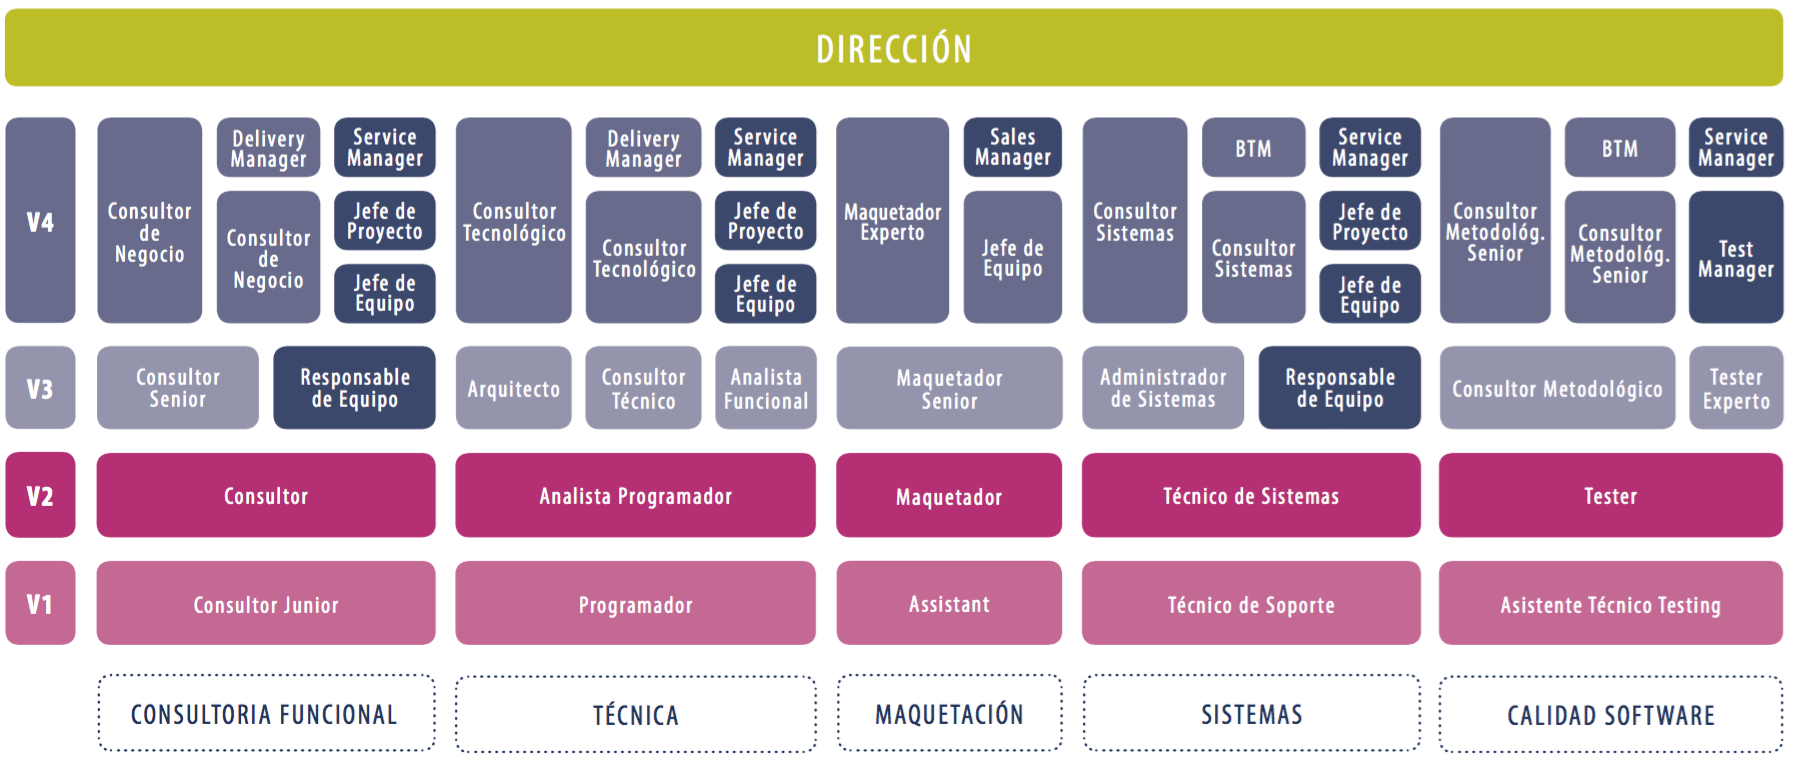 DIRECCIÓN
V4
Consultor
de
Negocio
Delivery
Manager
Consultor
de
Negocio
Service
Manager
Jefe de
Proyecto
Jefe de
Equipo
Consultor
Tecnológico
Delivery
Manager
Consultor
Tecnológico
Service
Manager
Jefe de
Proyecto
Jefe de
Equipo
Maquetador
Experto
Sales
Manager
Jefe de
Equipo
Consultor
Sistemas
BTM
Consultor
Sistemas
Service
Manager
Jefe de
Proyecto
Jefe de
Equipo
Consultor
Metodológ.
Senior
BTM
Consultor
Metodológ.
Senior
Service
Manager
Test
Manager
V3
Consultor
Senior
Responsable
de Equipo
Arquitecto
Consultor
Técnico
Analista
Funcional
Maquetador
Senior
Administrador
de Sistemas
Responsable
de Equipo
Consultor Metodológico
Tester
Experto
V2
Consultor
Analista Programador
Maquetador
Técnico de Sistemas
Tester
V1
Consultor Junior
Programador
Assistant
Técnico de Soporte
Asistente Técnico Testing
CONSULTORIA FUNCIONAL
TÉCNICA
MAQUETACIÓN
SISTEMAS
CALIDAD SOFTWARE